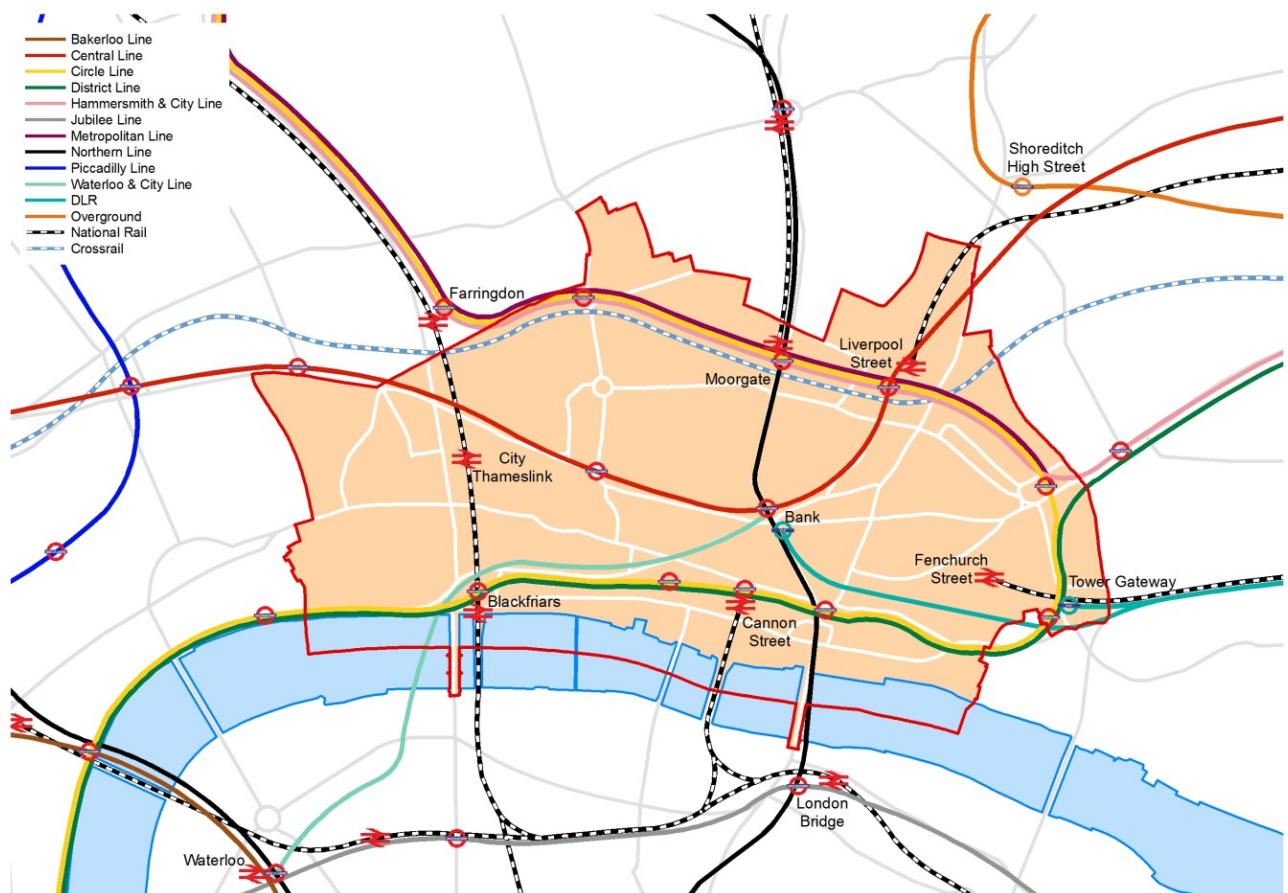 Bakerloo Line
Central Line
Circle Line
District Line
Hammersmith & City Line
Jubilee Line
Metropolitan Line
Northern Line
Piccadilly Line
Waterloo & City Line
DLR
Overground
National Rail
Crossrail
Shoreditch
High Street
Farringdon
Liverpool
Street
Moorgate
City
Thameslink
Bank
Fenchurch
Street
Tower Gateway
Blackfriars
Cannon
Street
London
Bridge
Waterloo